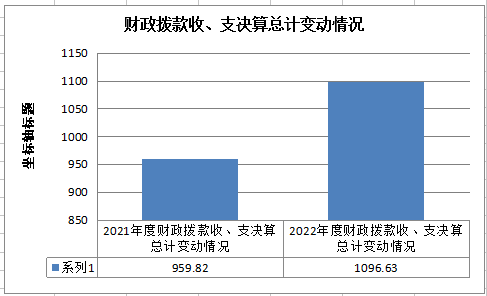 财政拨款收、支决算总计变动情况
1150
1100
1050
1000
950
900
850
坐标轴标题
2021年度财政拨款收、支决算
总计变动情况
2022年度财政拨款收、支决算
总计变动情况
系列1
959.82
1096.63